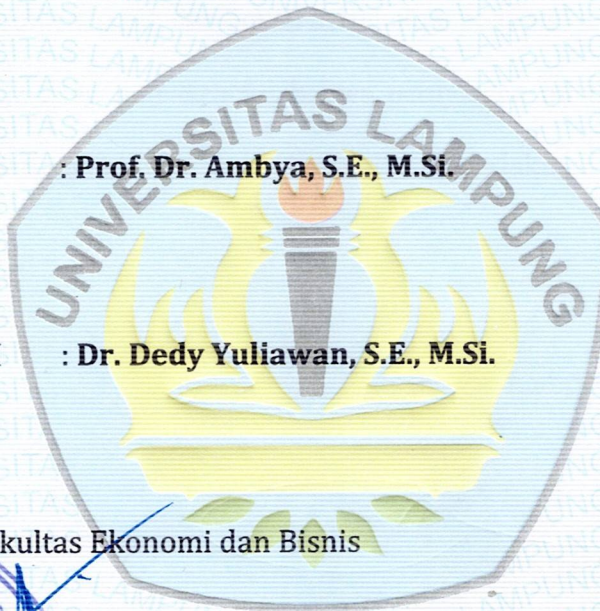 UNIVERSITAS LAMPUNG
: Prof. Dr. Ambya, S.E., M.Si.
: Dr. Dedy Yuliawan, S.E., M.Si.
kultas Ekonomi dan Bisnis